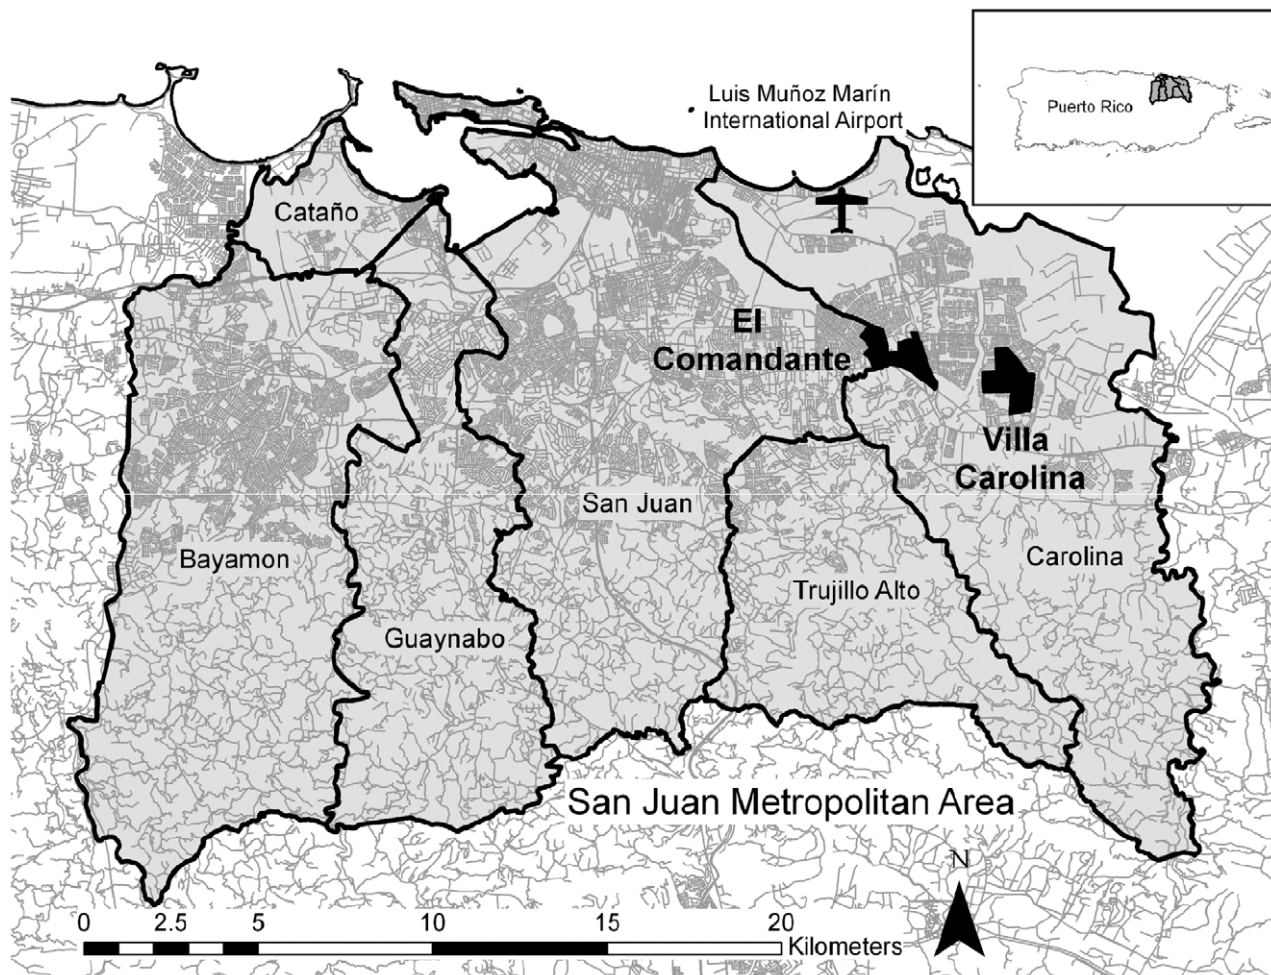 Luis Muñoz Marín
International Airport
Puerto Rico
Cataño
El
Comandante
Villa
Carolina
San Juan
Bayamon
Carolina
Trujillo Alto
Guaynabo
San Juan Metropolitan Area
N
0 2.5 5 10 15 20
Kilometers